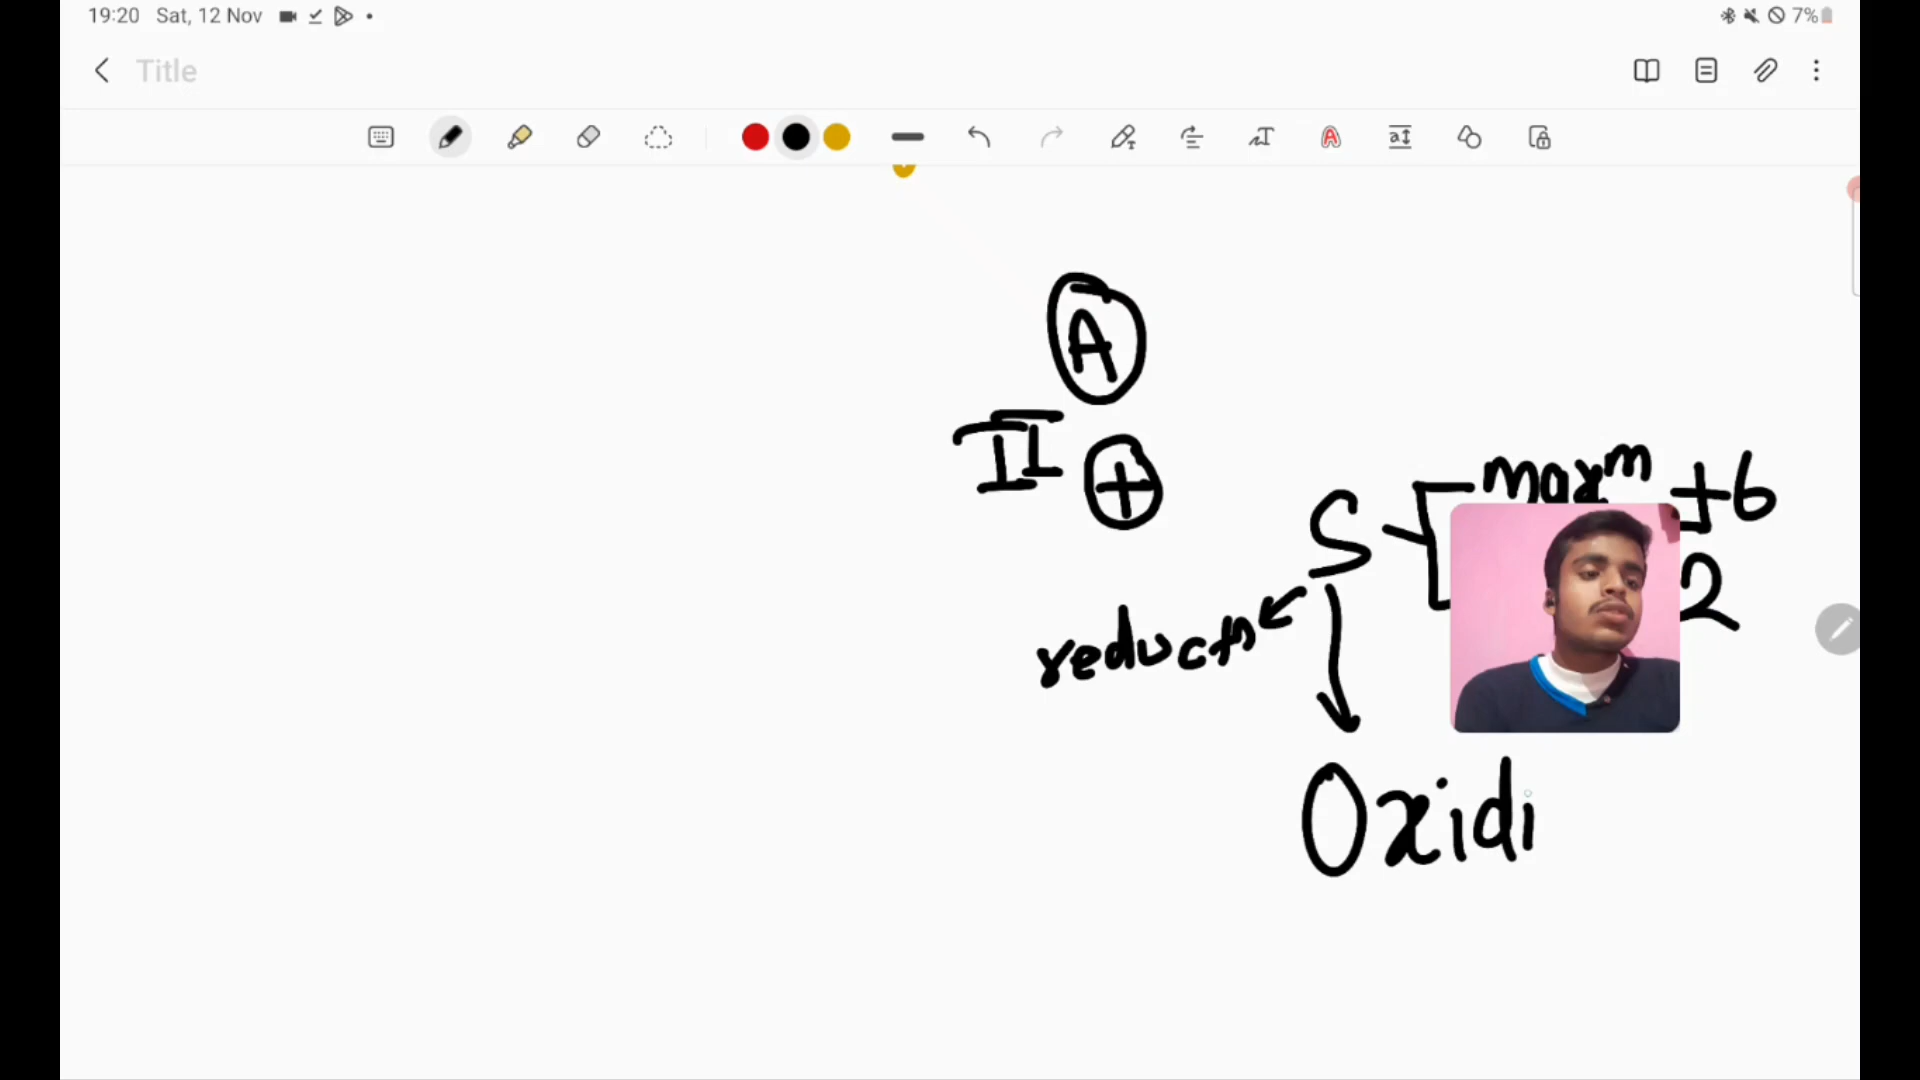 19:20 Sat, 12 Nov
7%
Title
A
II +
maxm +6
S
2
reductn
Oxidi